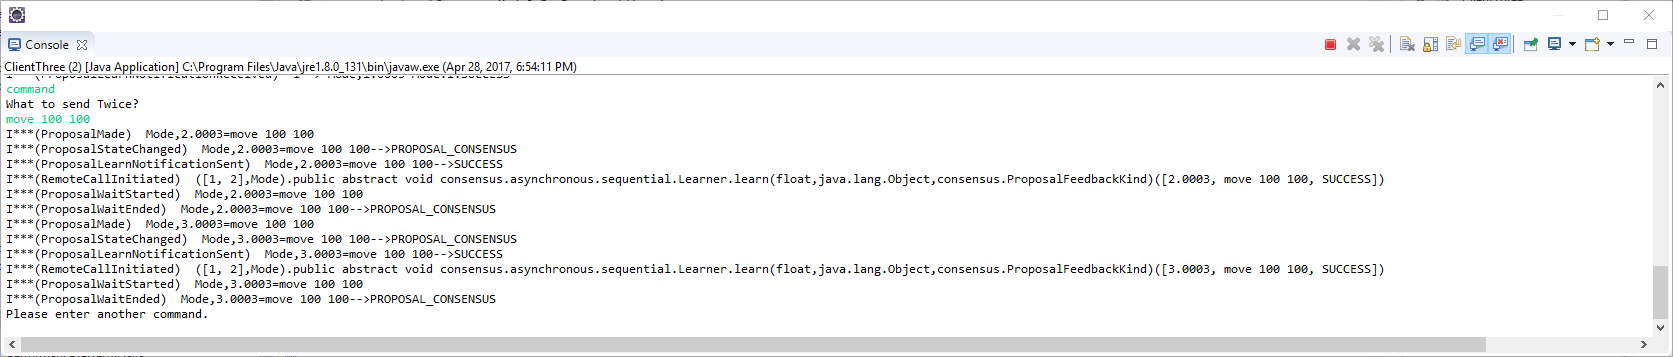 Console
ClientThree (2) [Java Application] C:\Program Files\Java\jre1.8.0_131\bin\javaw.exe (Apr 28, 2017, 6:54:11 PM)
command
What to send Twice?
move 100 100
I***(ProposalMade)  Mode,2.0003=move 100 100
I***(ProposalStateChanged)  Mode,2.0003=move 100 100-->PROPOSAL_CONSENSUS
I***(ProposalLearnNotificationSent)  Mode,2.0003=move 100 100-->SUCCESS
I***(RemoteCallInitiated)  ([1, 2],Mode).public abstract void consensus.asynchronous.sequential.Learner.learn(float,java.lang.Object,consensus.ProposalFeedbackKind)([2.0003, move 100 100, SUCCESS])
I***(ProposalWaitStarted)  Mode,2.0003=move 100 100
I***(ProposalWaitEnded)  Mode,2.0003=move 100 100-->PROPOSAL_CONSENSUS
I***(ProposalMade)  Mode,3.0003=move 100 100
I***(ProposalStateChanged)  Mode,3.0003=move 100 100-->PROPOSAL_CONSENSUS
I***(ProposalLearnNotificationSent)  Mode,3.0003=move 100 100-->SUCCESS
I***(RemoteCallInitiated)  ([1, 2],Mode).public abstract void consensus.asynchronous.sequential.Learner.learn(float,java.lang.Object,consensus.ProposalFeedbackKind)([3.0003, move 100 100, SUCCESS])
I***(ProposalWaitStarted)  Mode,3.0003=move 100 100
I***(ProposalWaitEnded)  Mode,3.0003=move 100 100-->PROPOSAL_CONSENSUS
Please enter another command.